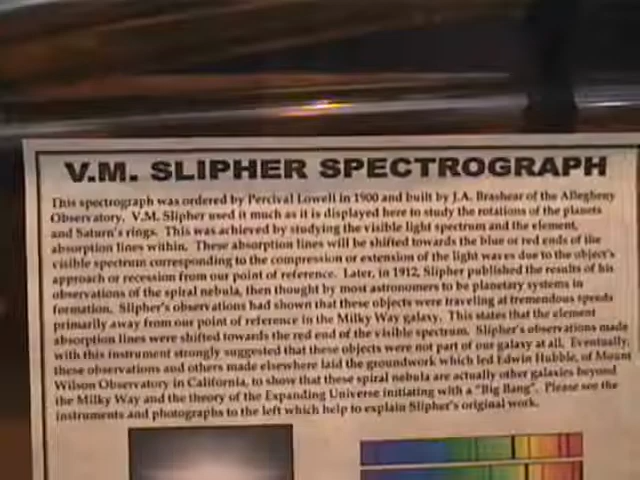 V.M. SLIPHER SPECTROGRAPH
This spectrograph was ordered by Percival Lowell in 1900 and built by J.A. Brashear of the Allegheny
Observatory. V.M. Slipher used it much as it is displayed here to study the rotations of the planets
and Saturn's rings. This was achieved by studying the visible light spectrum and the element,
absorption lines within. These absorption lines will be shifted towards the blue or red ends of the
visible spectrum corresponding to the compression or extension of the light waves due to the object's
approach or recession from our point of reference. Later, in 1912, Slipher published the results of his
observations of the spiral nebula, then thought by most astronomers to be planetary systems in
formation. Slipher's observations had shown that these objects were traveling at tremendous speeds
primarily away from our point of reference in the Milky Way galaxy. This states that the element
absorption lines were shifted towards the red end of the visible spectrum. Slipher's observations made
with this instrument strongly suggested that these objects were not part of our galaxy at all. Eventually,
these observations and others made elsewhere laid the groundwork which led Edwin Hubble, of Mount
Wilson Observatory in California, to show that these spiral nebula are actually other galaxies beyond
the Milky Way and the theory of the Expanding Universe initiating with a "Big Bang". Please see the
instruments and photographs to the left which help to explain Slipher's original work.